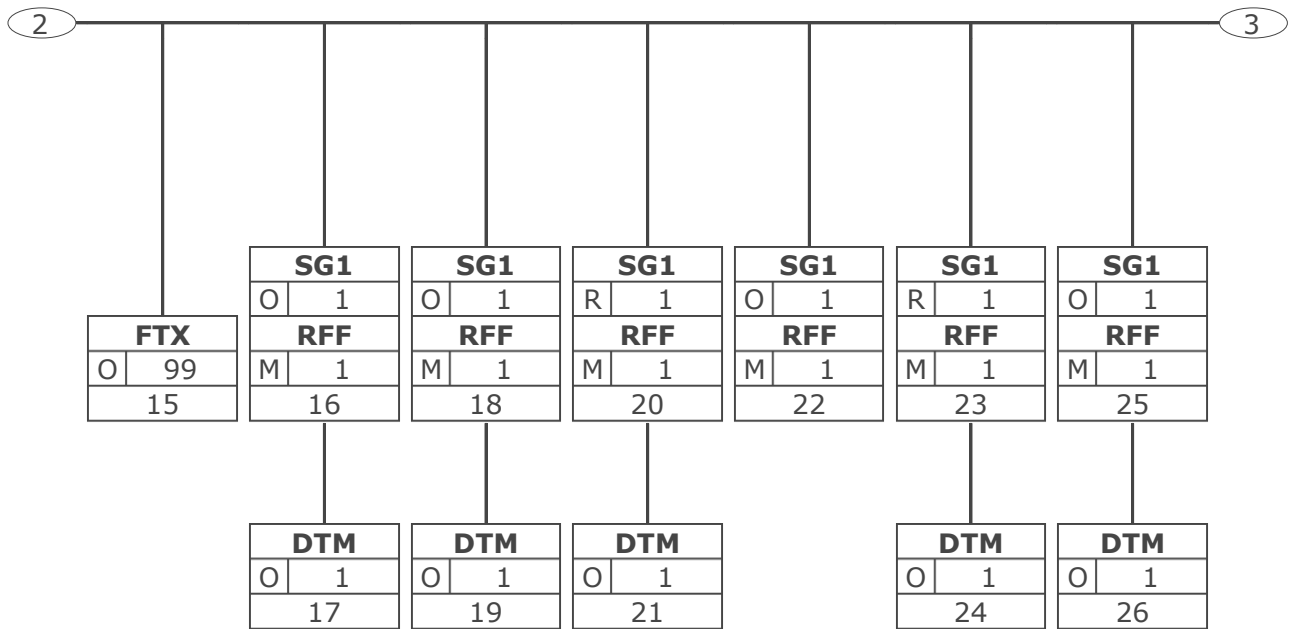 2 3
SG1 SG1 SG1 SG1 SG1 SG1
O 1 O 1 R 1 O 1 R 1 O 1
FTX RFF RFF RFF RFF RFF RFF
O 99 M 1 M 1 M 1 M 1 M 1 M 1
15 16 18 20 22 23 25
DTM DTM DTM DTM DTM
O 1 O 1 O 1 O 1 O 1
17 19 21 24 26